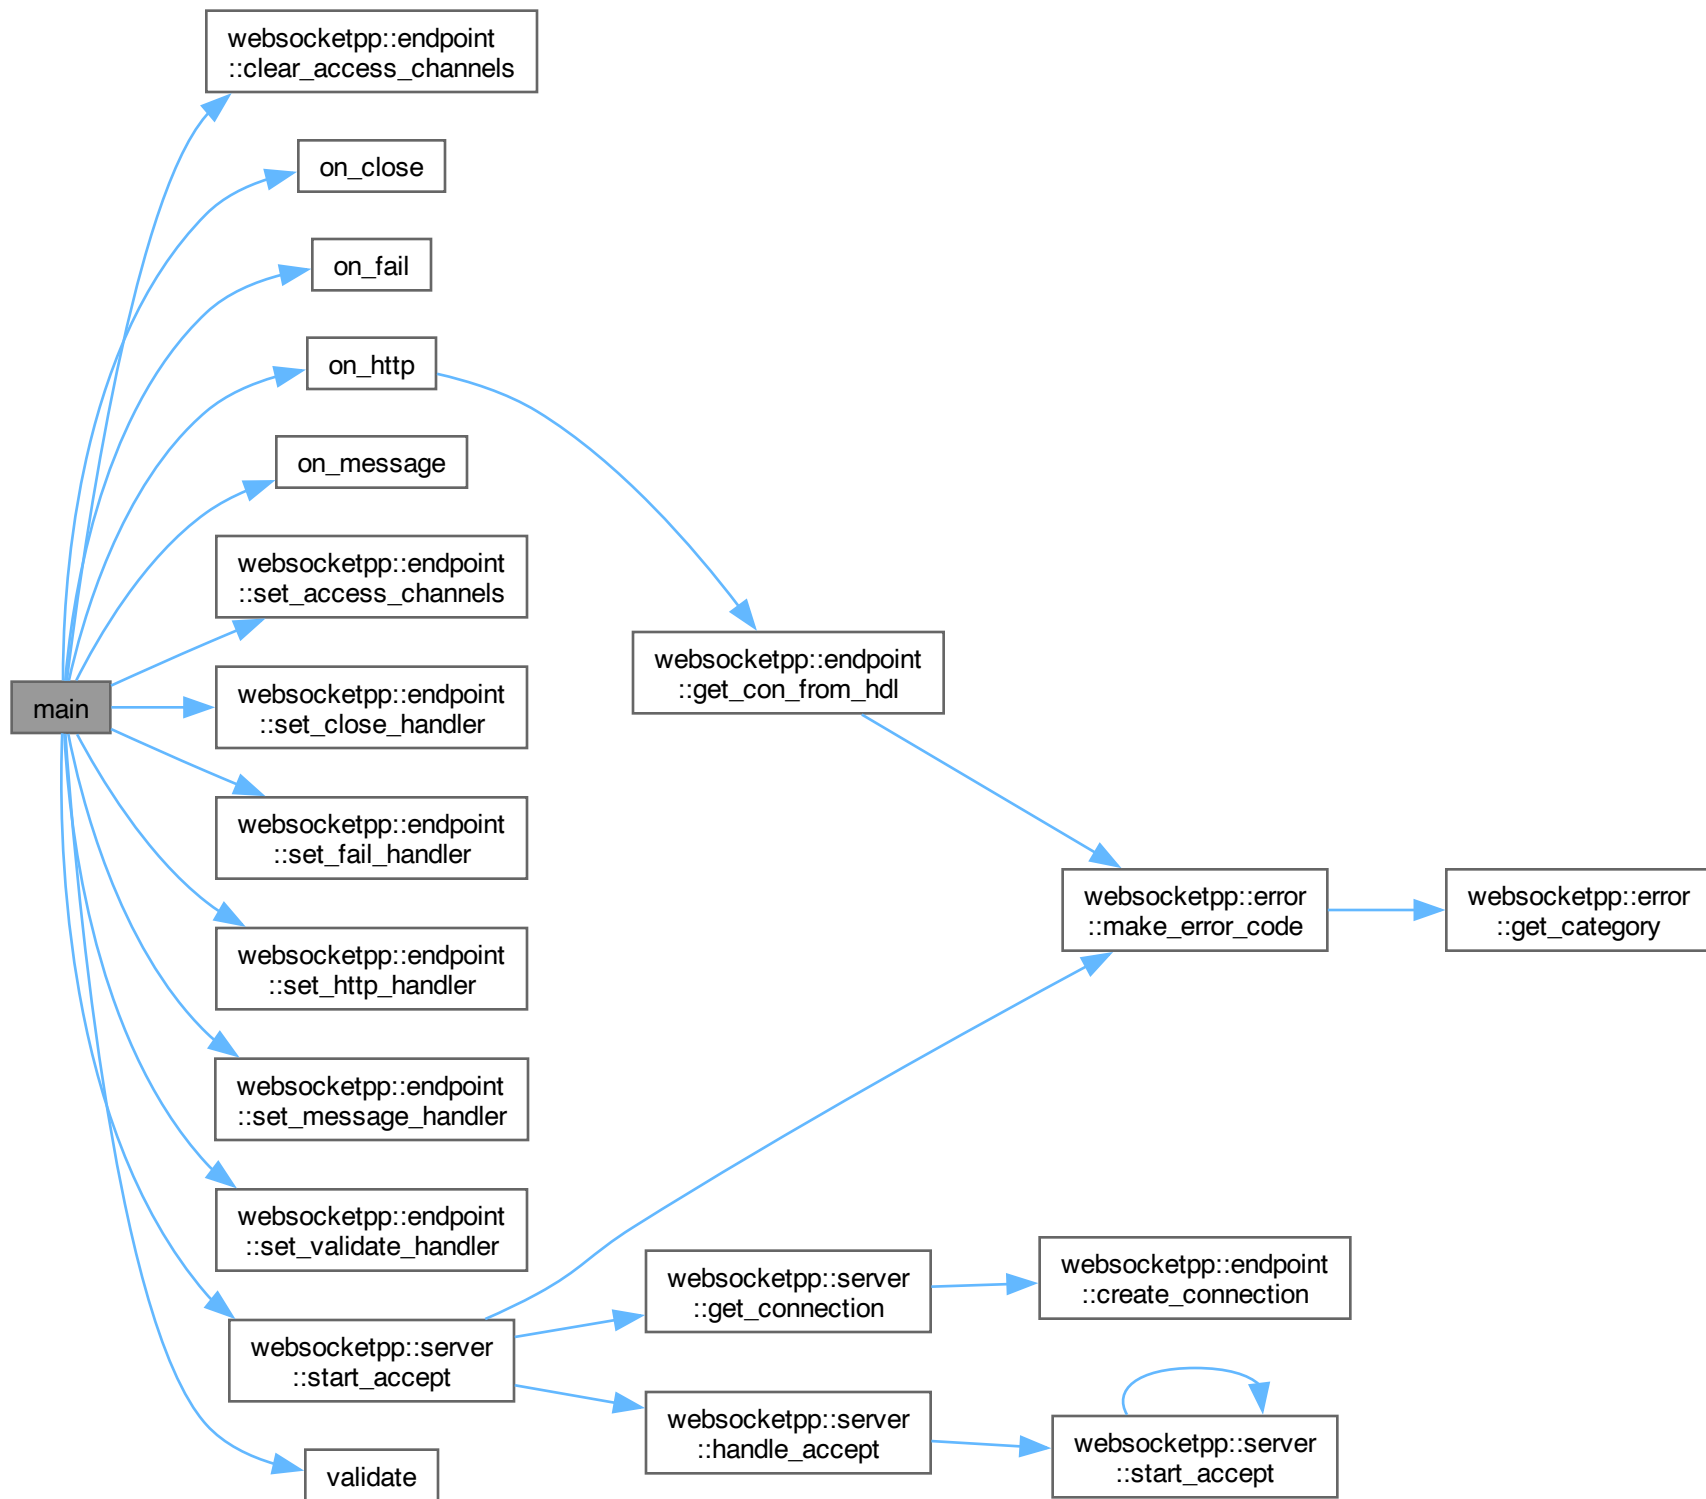 websocketpp::endpoint
::clear_access_channels
on_close
on_fail
on_http
on_message
websocketpp::endpoint
::set_access_channels
websocketpp::endpoint
::get_con_from_hdl
main
websocketpp::endpoint
::set_close_handler
websocketpp::endpoint
::set_fail_handler
websocketpp::error
::make_error_code
websocketpp::error
::get_category
websocketpp::endpoint
::set_http_handler
websocketpp::endpoint
::set_message_handler
websocketpp::endpoint
::set_validate_handler
websocketpp::server
::start_accept
websocketpp::server
::get_connection
websocketpp::endpoint
::create_connection
websocketpp::server
::handle_accept
websocketpp::server
::start_accept
validate